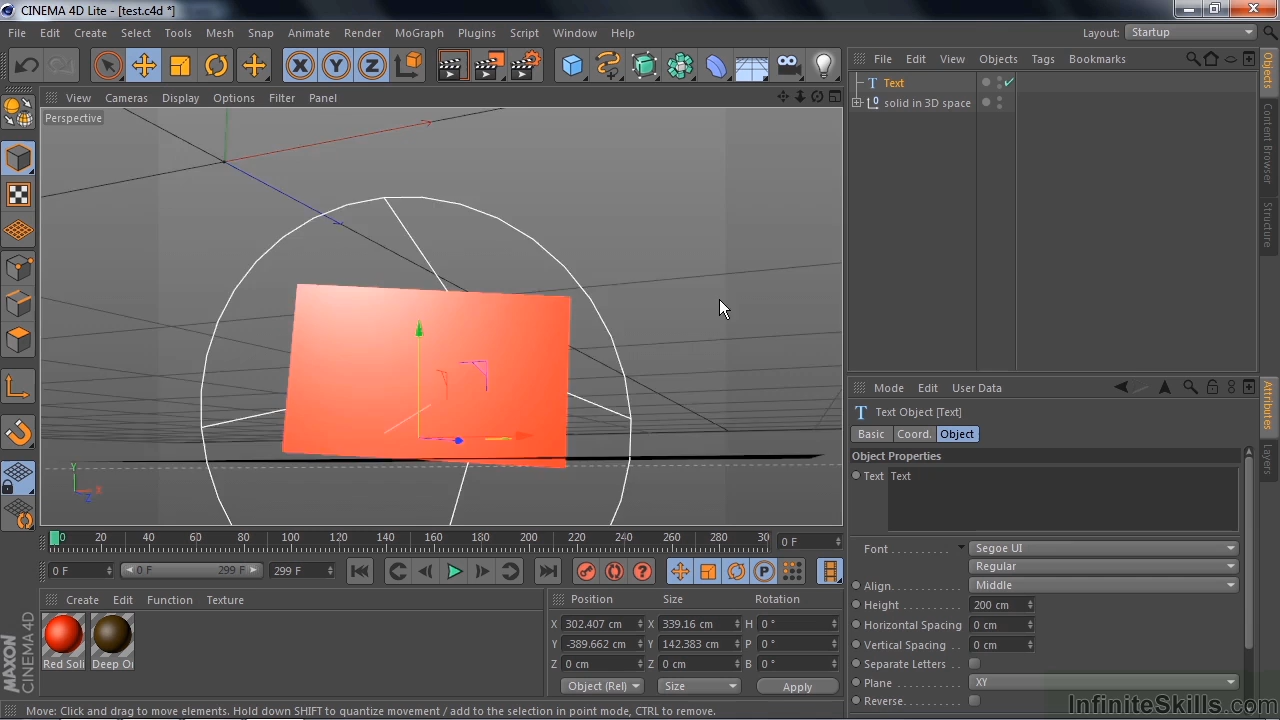 CINEMA 4D Lite - [test.c4d *]
File Edit Create Select Tools Mesh Snap Animate Render MoGraph Plugins Script Window Help Layout: Startup
View Cameras Display Options Filter Panel
Perspective
Y
X
Z
0 20 40 60 80 100 120 140 160 180 200 220 240 260 280 30 0 F
0 F 0 F 299 F 299 F
Create Edit Function Texture
Red Soli Deep Or
MAXON CINEMA 4D
Position Size Rotation
X 302.407 cm X 339.16 cm H 0 °
Y -389.662 cm Y 142.383 cm P 0 °
Z 0 cm Z 0 cm B 0 °
Object (Rel) Size Apply
File Edit View Objects Tags Bookmarks
Text
solid in 3D space
Objects
Content Browser
Structure
Mode Edit User Data
Text Object [Text]
Basic Coord. Object
Object Properties
Text Text
Font . . . . . . . . . Segoe UI
Regular
Align. . . . . . . . . Middle
Height . . . . . . . . 200 cm
Horizontal Spacing 0 cm
Vertical Spacing . . 0 cm
Separate Letters . .
Plane . . . . . . . . . XY
Reverse. . . . . . . .
Attributes
Layers
Move: Click and drag to move elements. Hold down SHIFT to quantize movement / add to the selection in point mode, CTRL to remove.
InfiniteSkills.com